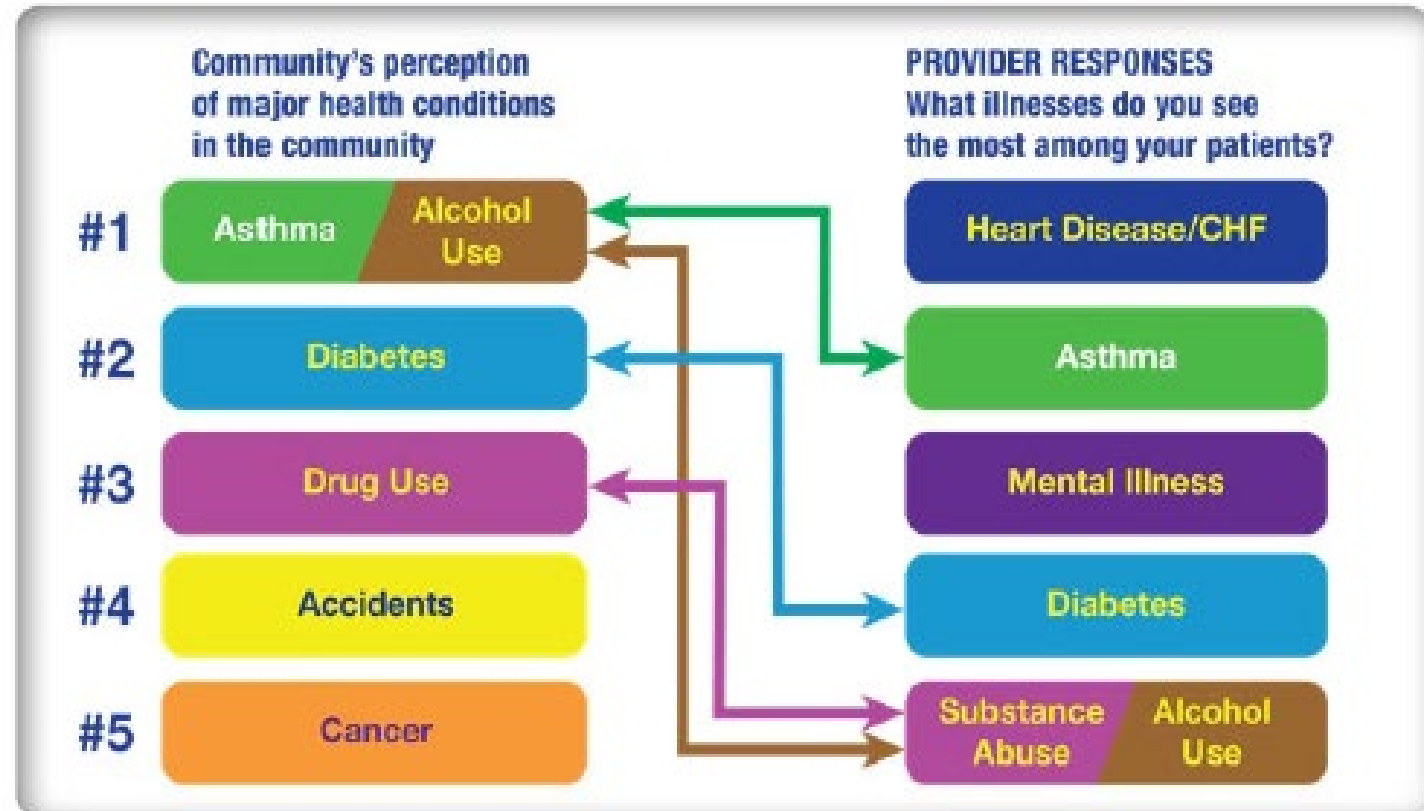 Community's perception
of major health conditions
in the community
PROVIDER RESPONSES
What illnesses do you see
the most among your patients?
#1
Asthma
Alcohol
Use
Heart Disease/CHF
#2
Diabetes
Asthma
#3
Drug Use
Mental Illness
#4
Accidents
Diabetes
#5
Cancer
Substance
Abuse
Alcohol
Use